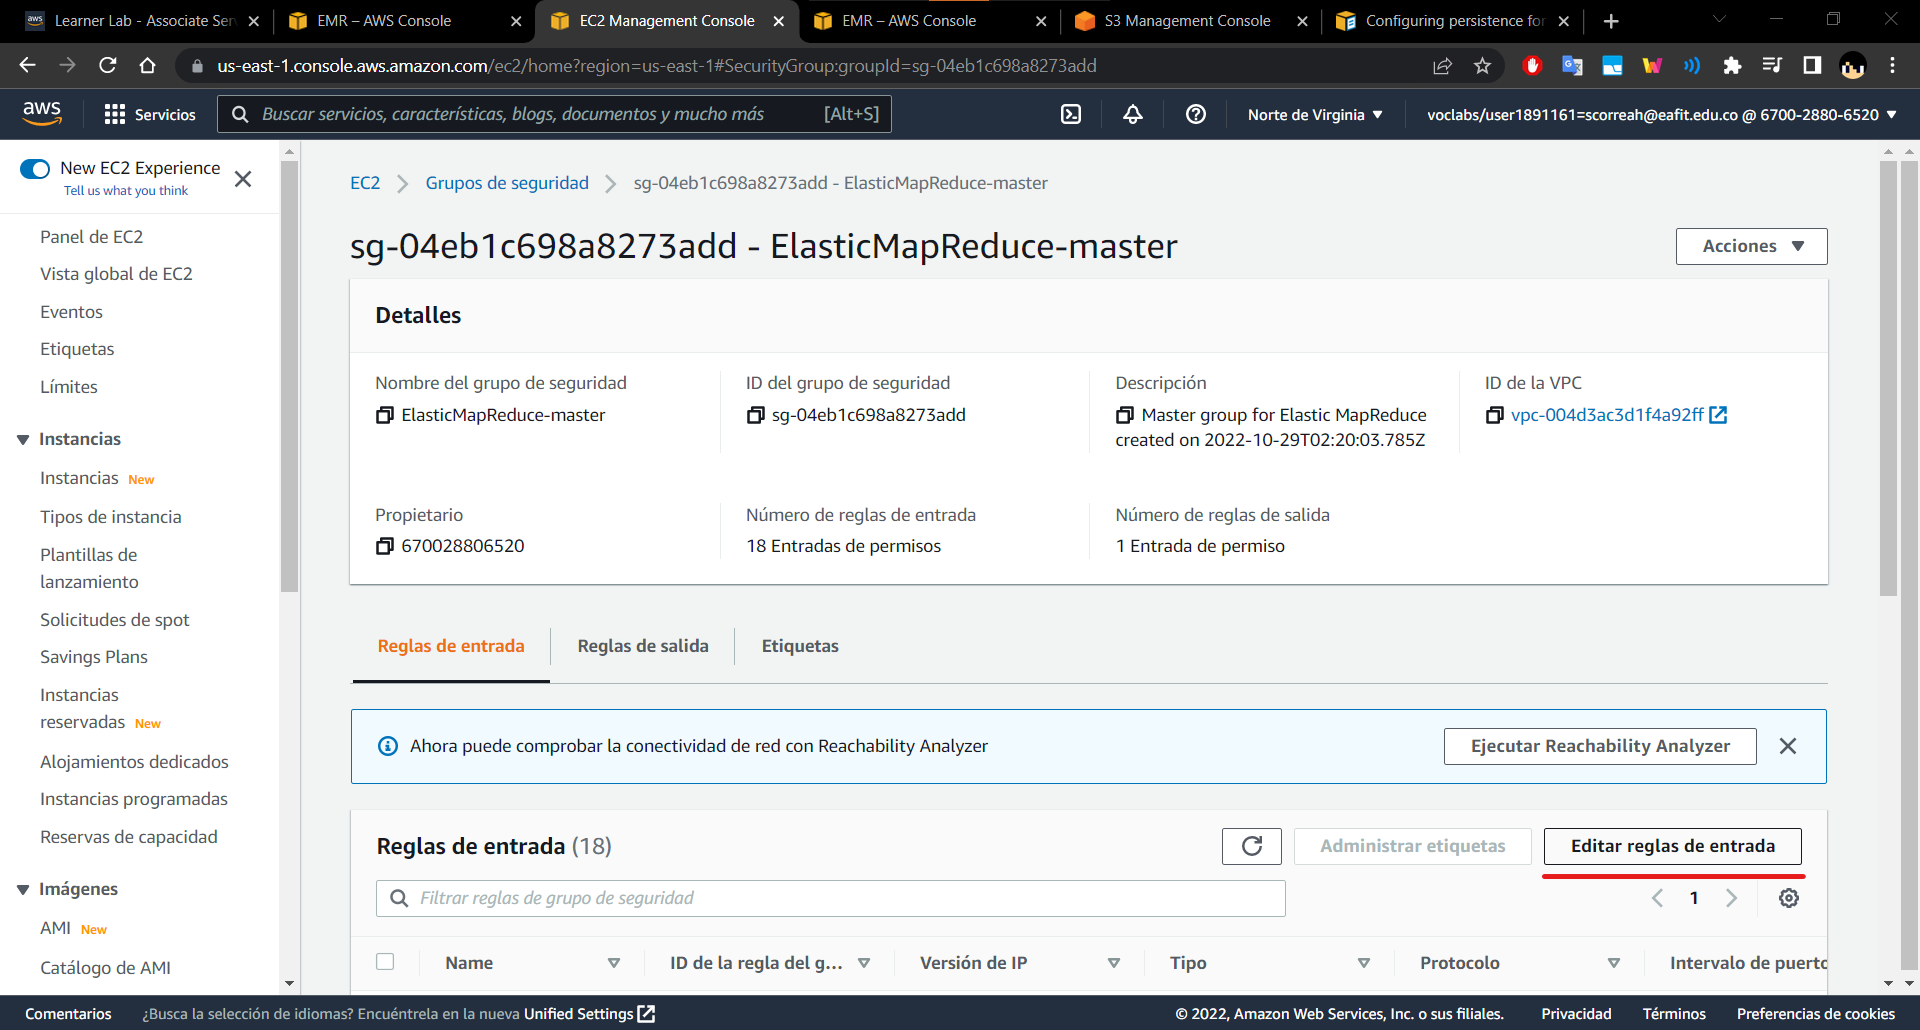 Learner Lab - Associate Serv
EMR – AWS Console
EC2 Management Console
EMR – AWS Console
S3 Management Console
Configuring persistence for
us-east-1.console.aws.amazon.com/ec2/home?region=us-east-1#SecurityGroup:groupId=sg-04eb1c698a8273add
aws
Servicios
Buscar servicios, características, blogs, documentos y mucho más
[Alt+S]
Norte de Virginia
voclabs/user1891161=scorreah@eafit.edu.co @ 6700-2880-6520
New EC2 Experience
Tell us what you think
Panel de EC2
Vista global de EC2
Eventos
Etiquetas
Límites
Instancias
Instancias New
Tipos de instancia
Plantillas de
lanzamiento
Solicitudes de spot
Savings Plans
Instancias
reservadas New
Alojamientos dedicados
Instancias programadas
Reservas de capacidad
Imágenes
AMI New
Catálogo de AMI
EC2
Grupos de seguridad
sg-04eb1c698a8273add - ElasticMapReduce-master
sg-04eb1c698a8273add - ElasticMapReduce-master
Acciones
Detalles
Nombre del grupo de seguridad
ElasticMapReduce-master
ID del grupo de seguridad
sg-04eb1c698a8273add
Descripción
Master group for Elastic MapReduce
created on 2022-10-29T02:20:03.785Z
ID de la VPC
vpc-004d3ac3d1f4a92ff
Propietario
670028806520
Número de reglas de entrada
18 Entradas de permisos
Número de reglas de salida
1 Entrada de permiso
Reglas de entrada
Reglas de salida
Etiquetas
Ahora puede comprobar la conectividad de red con Reachability Analyzer
Ejecutar Reachability Analyzer
Reglas de entrada (18)
Administrar etiquetas
Editar reglas de entrada
Filtrar reglas de grupo de seguridad
1
Name
ID de la regla del g...
Versión de IP
Tipo
Protocolo
Intervalo de puerto
Comentarios
¿Busca la selección de idiomas? Encuéntrela en la nueva Unified Settings
© 2022, Amazon Web Services, Inc. o sus filiales.
Privacidad
Términos
Preferencias de cookies